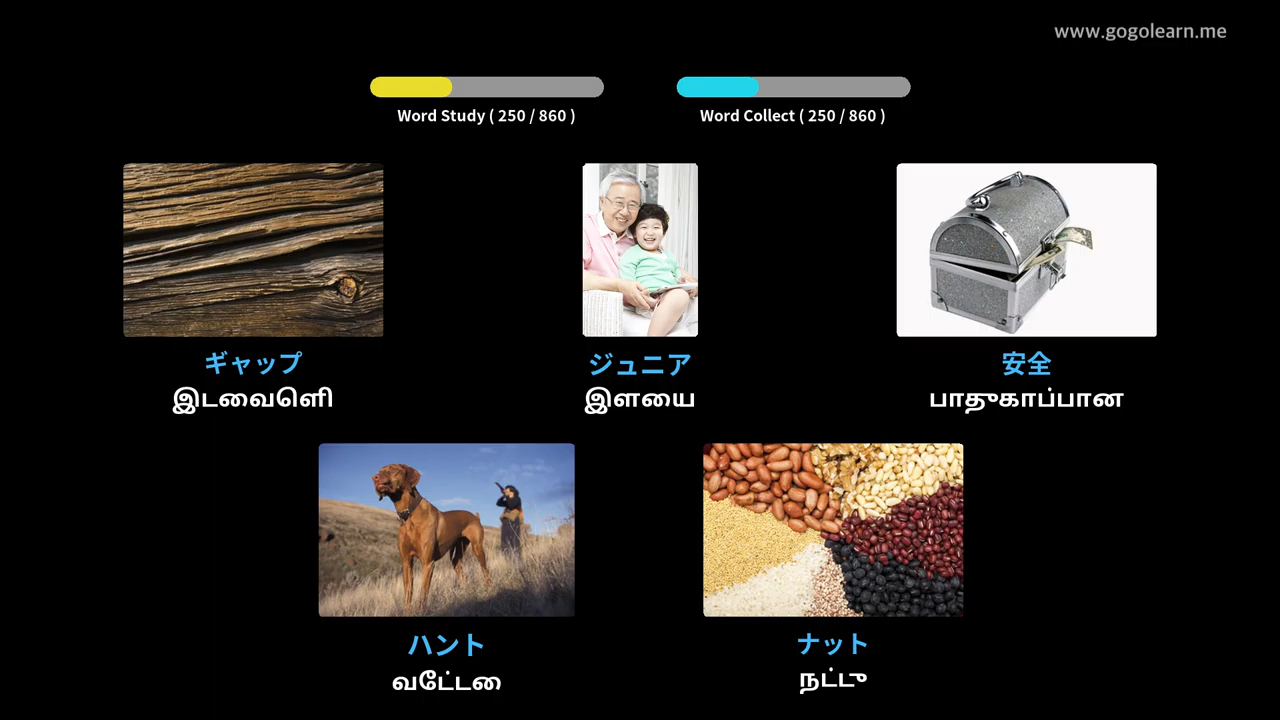 www.gogolearn.me
Word Study ( 250 / 860 )
Word Collect ( 250 / 860 )
ギャップ
இடைவெளி
ジュニア
இளைய
安全
பாதுகாப்பான
ハント
வேட்டை
ナット
நட்டு